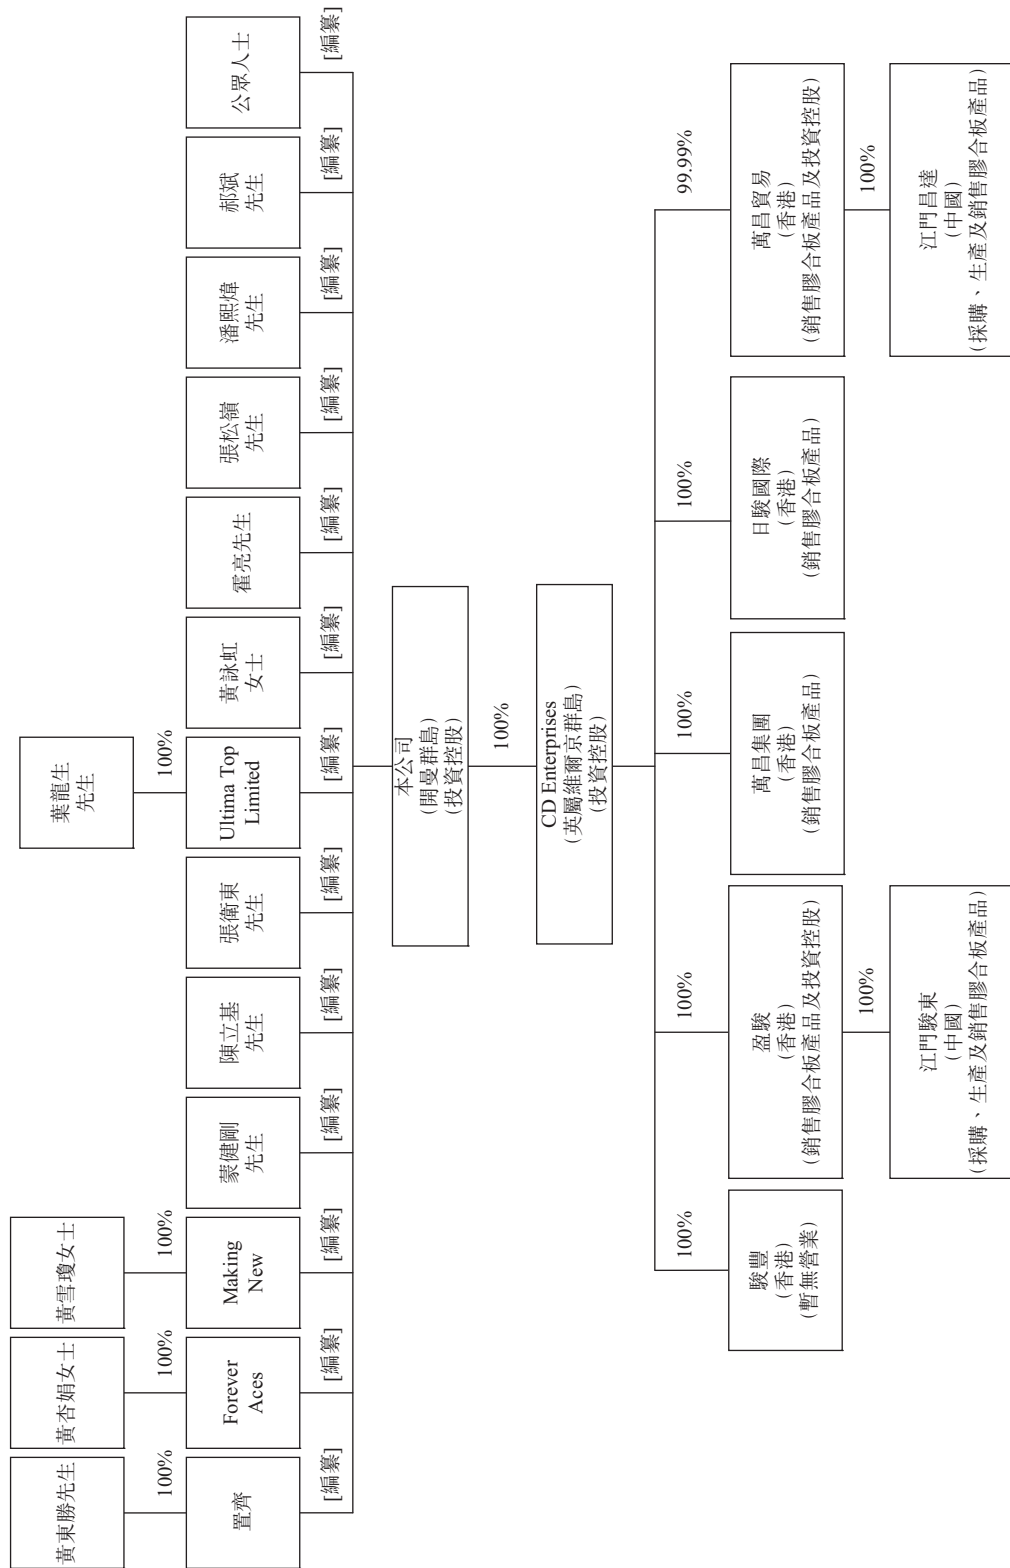 黃東勝先生
黃杏娟女士
黃雪瓊女士
葉龍生
先生
100%
100%
100%
100%
置齊
Forever
Aces
Making
New
蒙健剛
先生
陳立基
先生
張衛東
先生
Ultima Top
Limited
黃詠虹
女士
霍亮先生
張松嶺
先生
潘熙煒
先生
郝斌
先生
公眾人士
[編纂]
[編纂]
[編纂]
[編纂]
[編纂]
[編纂]
[編纂]
[編纂]
[編纂]
[編纂]
[編纂]
[編纂]
[編纂]
本公司
(開曼群島)
(投資控股)
100%
CD Enterprises
(英屬維爾京群島)
(投資控股)
100%
100%
100%
100%
99.99%
駿豐
(香港)
(暫無營業)
盈駿
(香港)
(銷售膠合板產品及投資控股)
萬昌集團
(香港)
(銷售膠合板產品)
日駿國際
(香港)
(銷售膠合板產品)
萬昌貿易
(香港)
(銷售膠合板產品及投資控股)
100%
100%
江門駿東
(中國)
(採購、生產及銷售膠合板產品)
江門昌達
(中國)
(採購、生產及銷售膠合板產品)